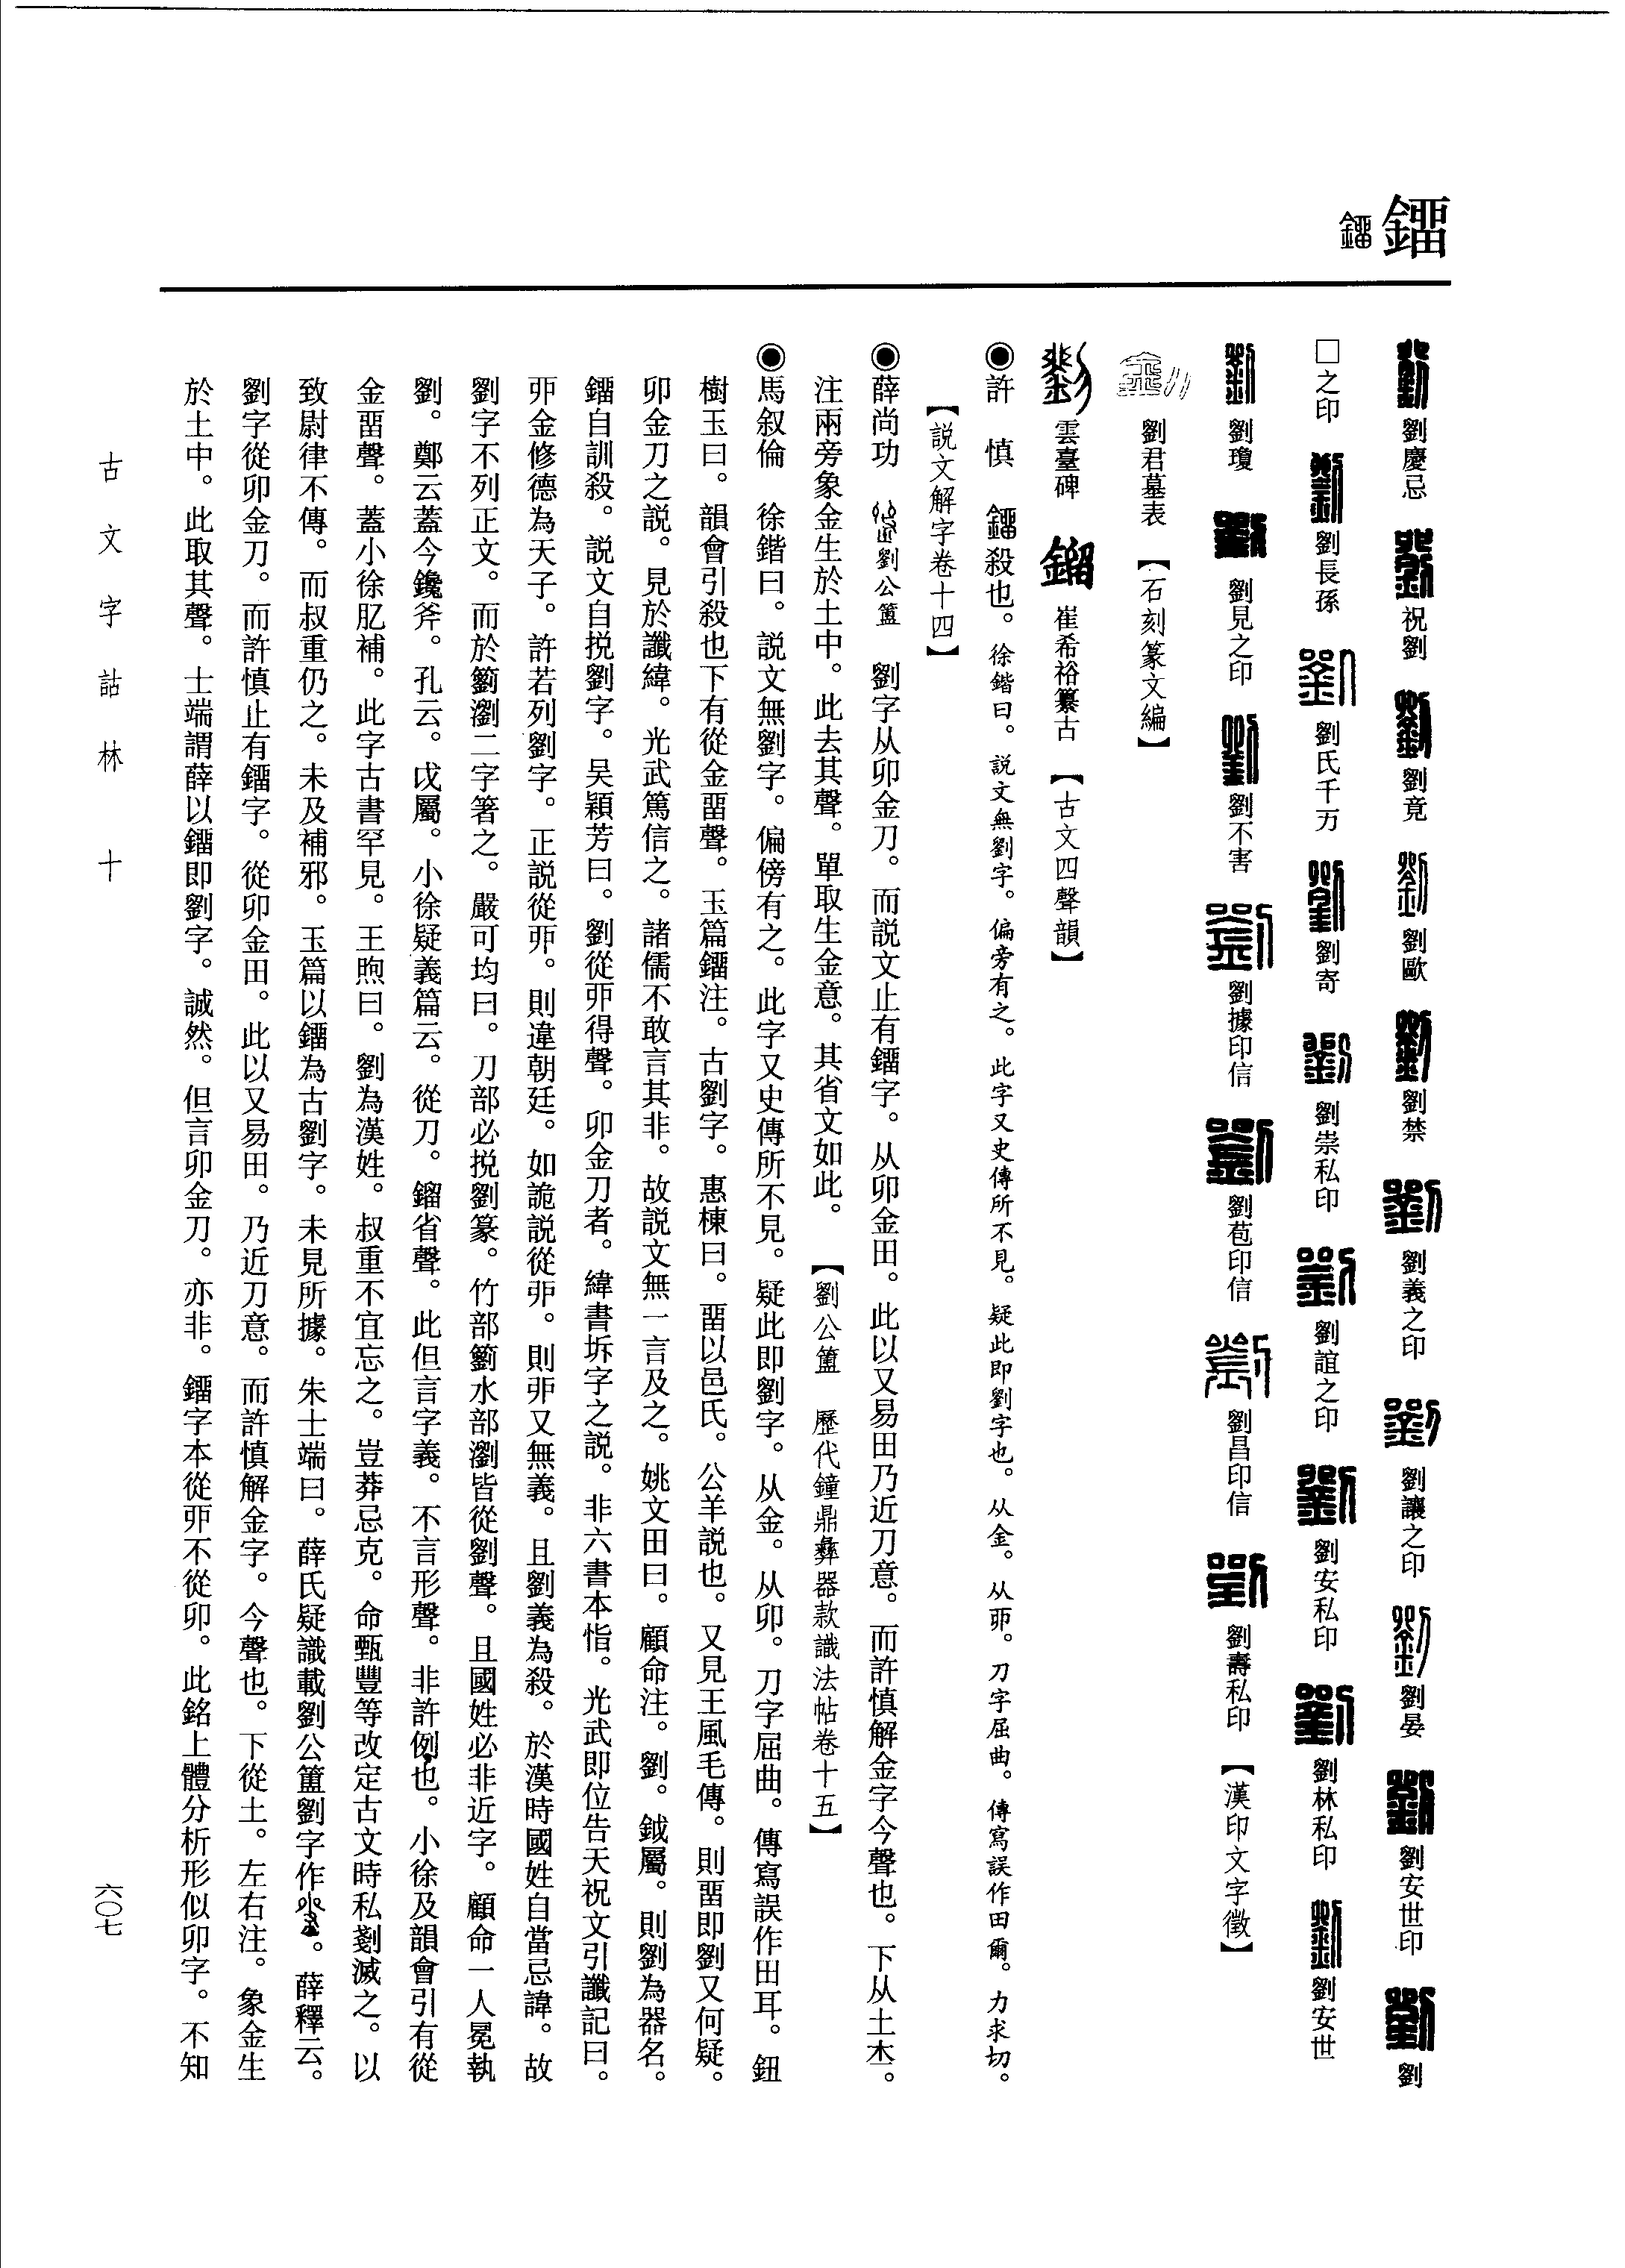 鐂 鐂
劉慶忌 祝劉 劉竟 劉歐 劉禁 劉義之印 劉讓之印 劉晏 劉安世印 劉
□之印 劉長孫 劉氏千万 劉寄 劉崇私印 劉誼之印 劉安私印 劉林私印 劉安世
劉瓊 劉見之印 劉不害 劉據印信 劉苞印信 劉昌印信 劉壽私印 【漢印文字徵】
劉君墓表 【石刻篆文編】
雲臺碑 崔希裕纂古 【古文四聲韻】
◉許 慎 鐂殺也。徐鍇曰。説文無劉字。偏旁有之。此字又史傳所不見。疑此即劉字也。从金。从丣。刀字屈曲。傳寫誤作田爾。力求切。
【説文解字卷十四】
◉薛尚功 劉公簠 劉字从卯金刀。而説文止有鐂字。从卯金田。此以又易田乃近刀意。而許慎解金字今聲也。下从土木。
注兩旁象金生於土中。此去其聲。單取生金意。其省文如此。 【劉公簠 歷代鐘鼎彝器款識法帖卷十五】
◉馬叙倫 徐鍇曰。説文無劉字。偏傍有之。此字又史傳所不見。疑此即劉字。从金。从卯。刀字屈曲。傳寫誤作田耳。鈕
樹玉曰。韻會引殺也下有從金畱聲。玉篇鐂注。古劉字。惠棟曰。畱以邑氏。公羊説也。又見王風毛傳。則畱即劉又何疑。
卯金刀之説。見於讖緯。光武篤信之。諸儒不敢言其非。故説文無一言及之。姚文田曰。顧命注。劉。鉞屬。則劉為器名。
鐂自訓殺。説文自挩劉字。吴穎芳曰。劉從丣得聲。卯金刀者。緯書坼字之説。非六書本恉。光武即位告天祝文引讖記曰。
丣金修德為天子。許若列劉字。正説從丣。則違朝廷。如詭説從戼。則戼又無義。且劉義為殺。於漢時國姓自當忌諱。故
劉字不列正文。而於籀瀏二字箸之。嚴可均曰。刀部必挩劉篆。竹部籀水部瀏皆從劉聲。且國姓必非近字。顧命一人冕執
劉。鄭云蓋今鑱斧。孔云。戉屬。小徐疑義篇云。從刀。鎦省聲。此但言字義。不言形聲。非許例也。小徐及韻會引有從
金畱聲。蓋小徐肊補。此字古書罕見。王煦曰。劉為漢姓。叔重不宜忘之。豈莽忌克。命甄豐等改定古文時私剗滅之。以
致尉律不傳。而叔重仍之。未及補邪。玉篇以鐂為古劉字。未見所據。朱士端曰。薛氏疑識載劉公簠劉字作。薛釋云。
劉字從卯金刀。而許慎止有鐂字。從卯金田。此以又易田。乃近刀意。而許慎解金字。今聲也。下從土。左右注。象金生
於土中。此取其聲。士端謂薛以鐂即劉字。誠然。但言卯金刀。亦非。鐂字本從丣不從卯。此銘上體分析形似卯字。不知
古文字詁林 十
六〇七